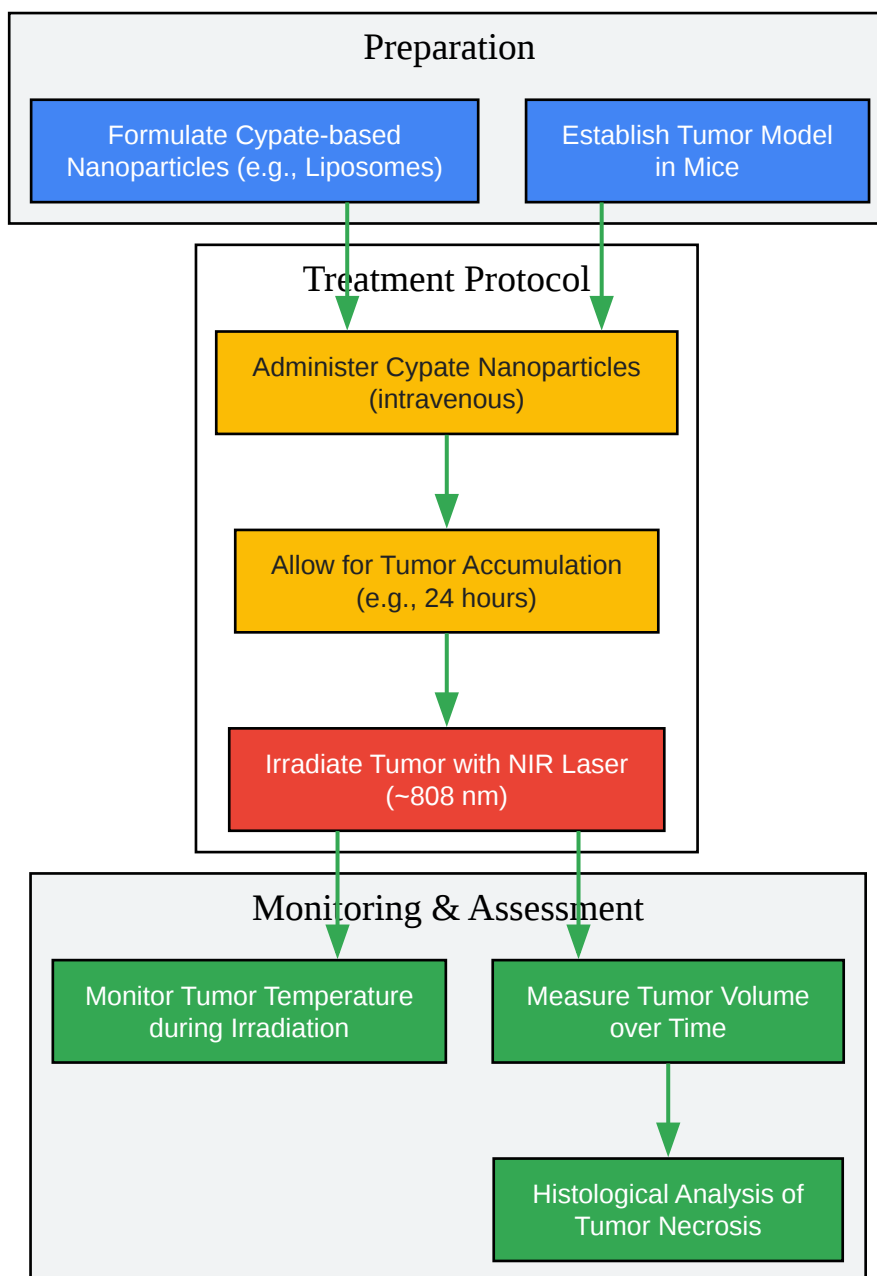 Preparation
Formulate Cypate-based
Nanoparticles (e.g., Liposomes)
Establish Tumor Model
in Mice
Treatment Protocol
Administer Cypate Nanoparticles
(intravenous)
Allow for Tumor Accumulation
(e.g., 24 hours)
Irradiate Tumor with NIR Laser
(~808 nm)
Monitoring & Assessment
Monitor Tumor Temperature
during Irradiation
Measure Tumor Volume
over Time
Histological Analysis of
Tumor Necrosis